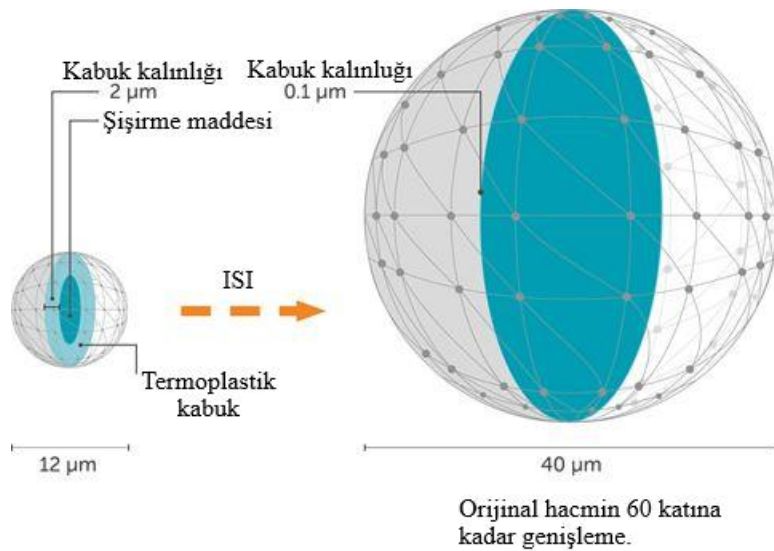 Kabuk kalınlığı
2 µm
Şişirme maddesi
Kabuk kalınluğı
0.1 µm
ISI
Termoplastik
kabuk
12 µm
40 µm
Orijinal hacmin 60 katına
kadar genişleme.